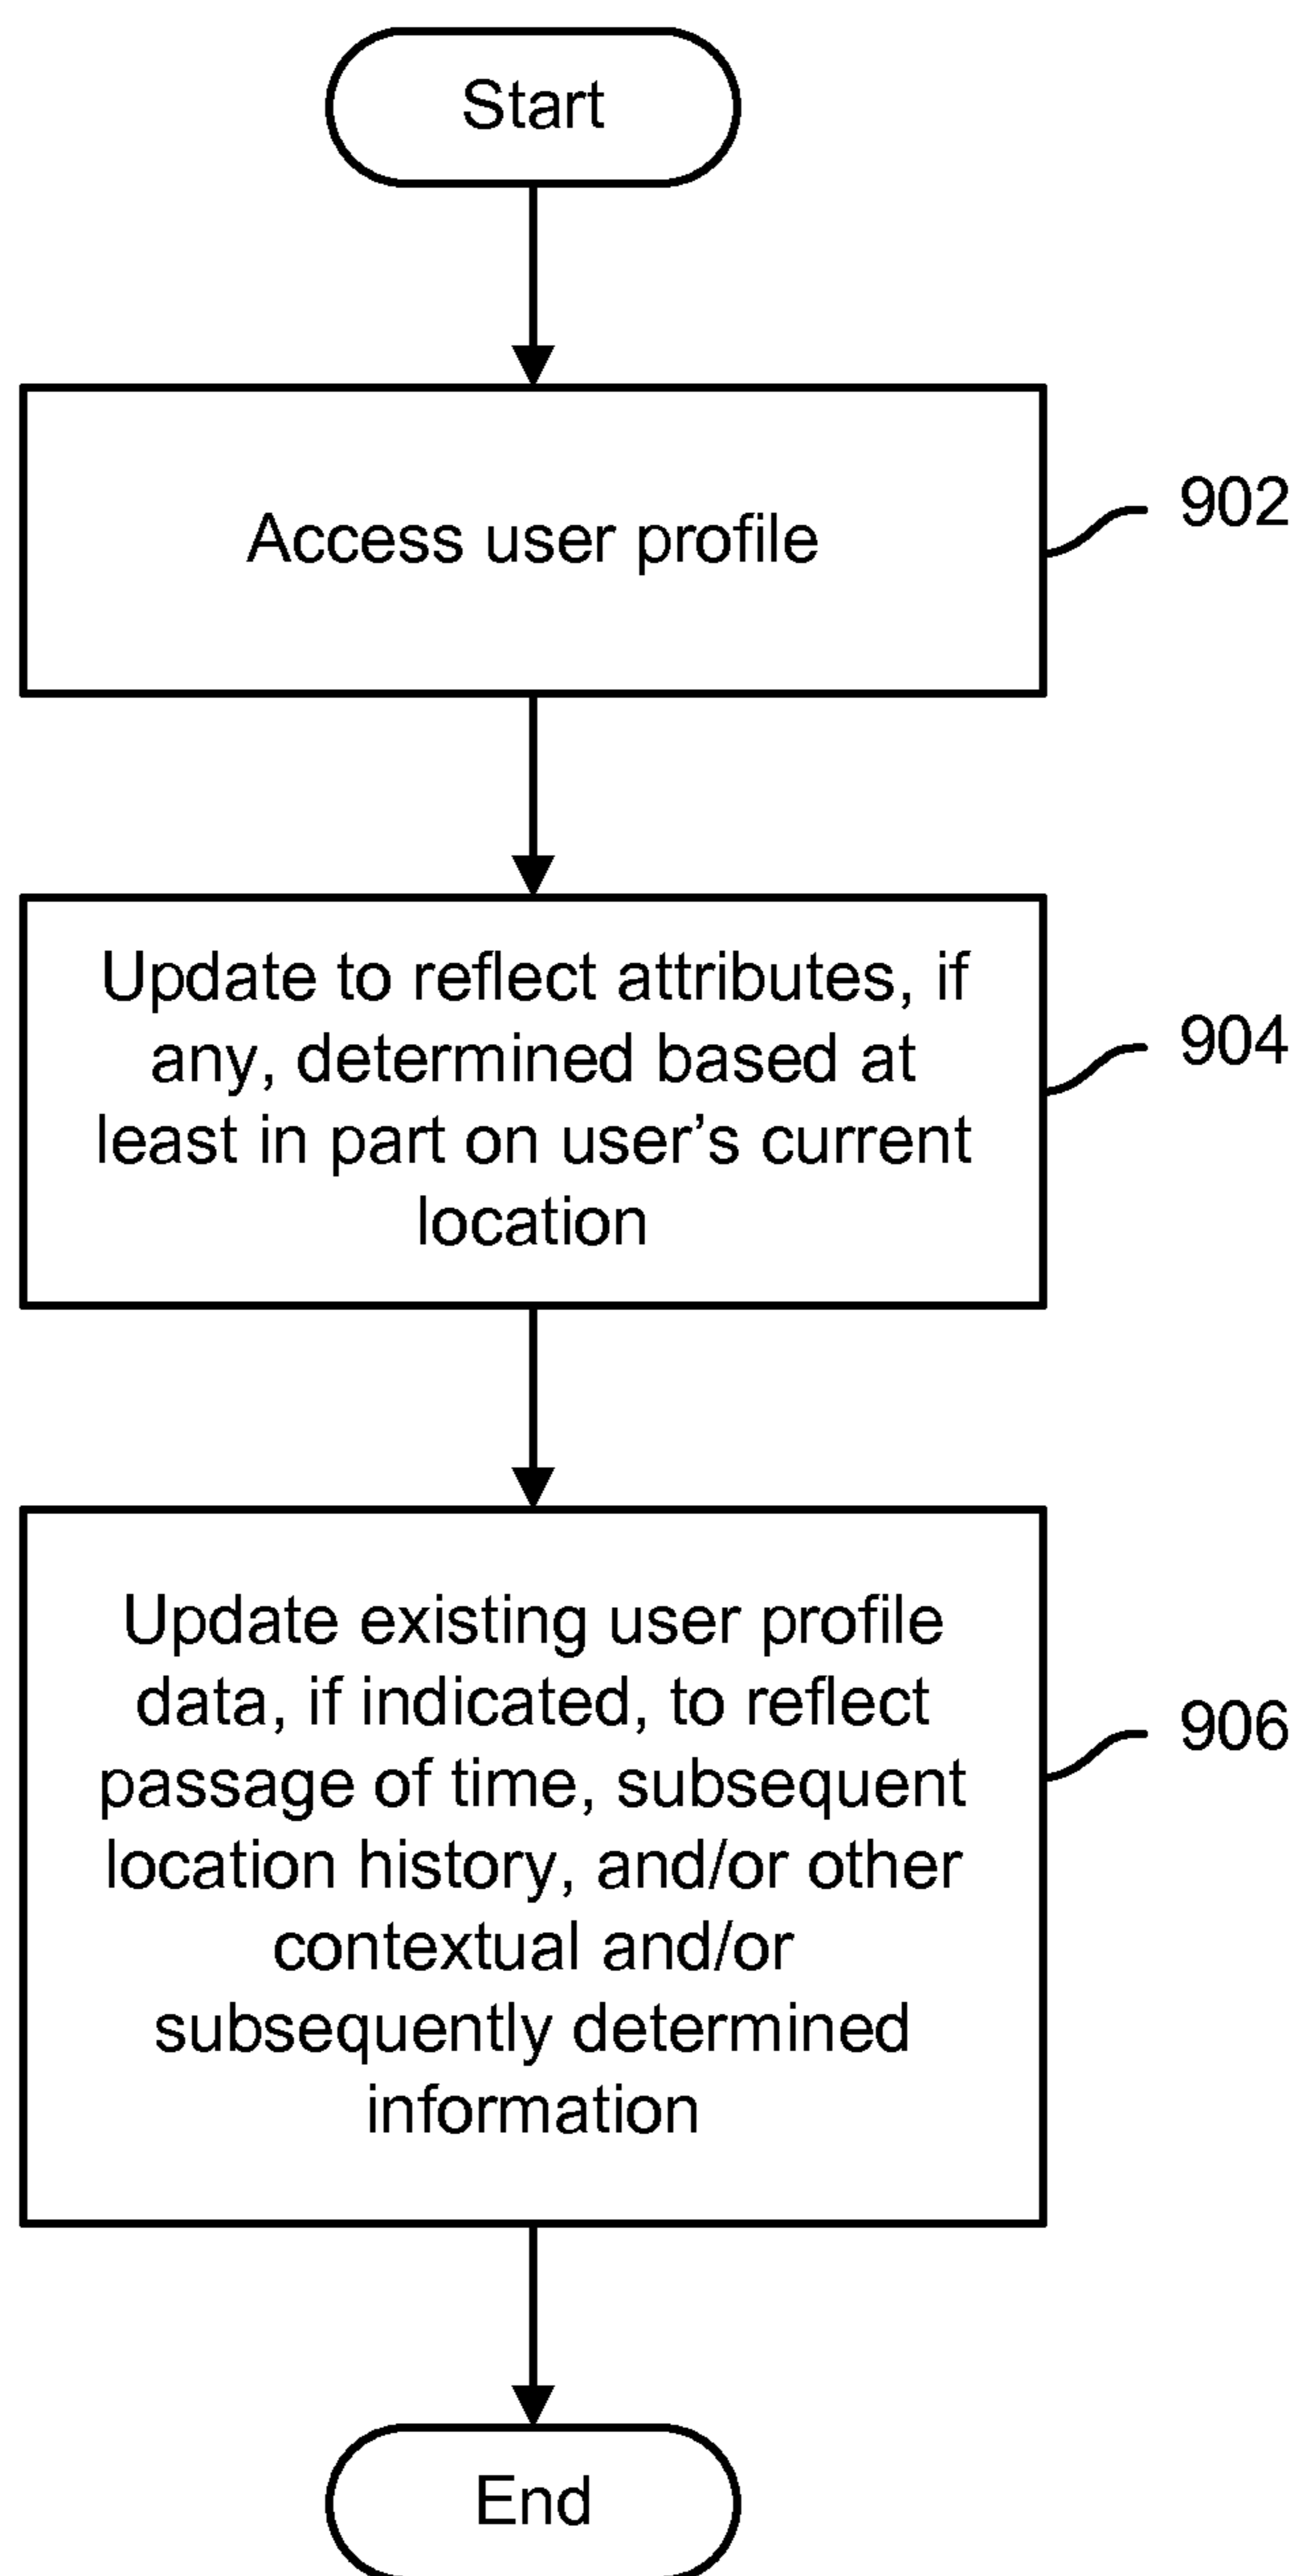 Start
Access user profile
902
Update to reflect attributes, if
any, determined based at
least in part on user’s current
location
904
Update existing user profile
data, if indicated, to reflect
passage of time, subsequent
location history, and/or other
contextual and/or
subsequently determined
information
906
End